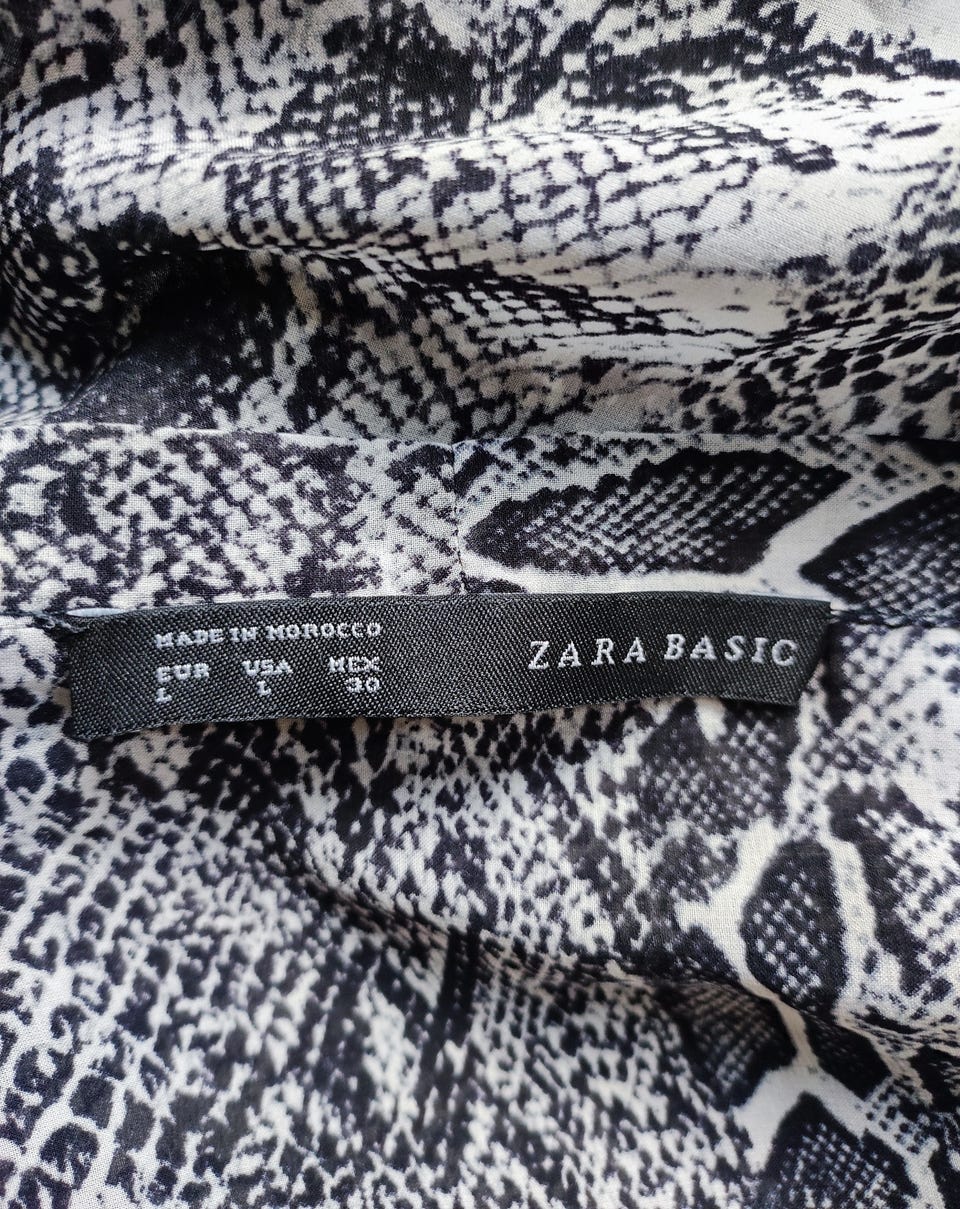 MADE IN MOROCCO
EUR USA MEX
L L 30
ZARA BASIC